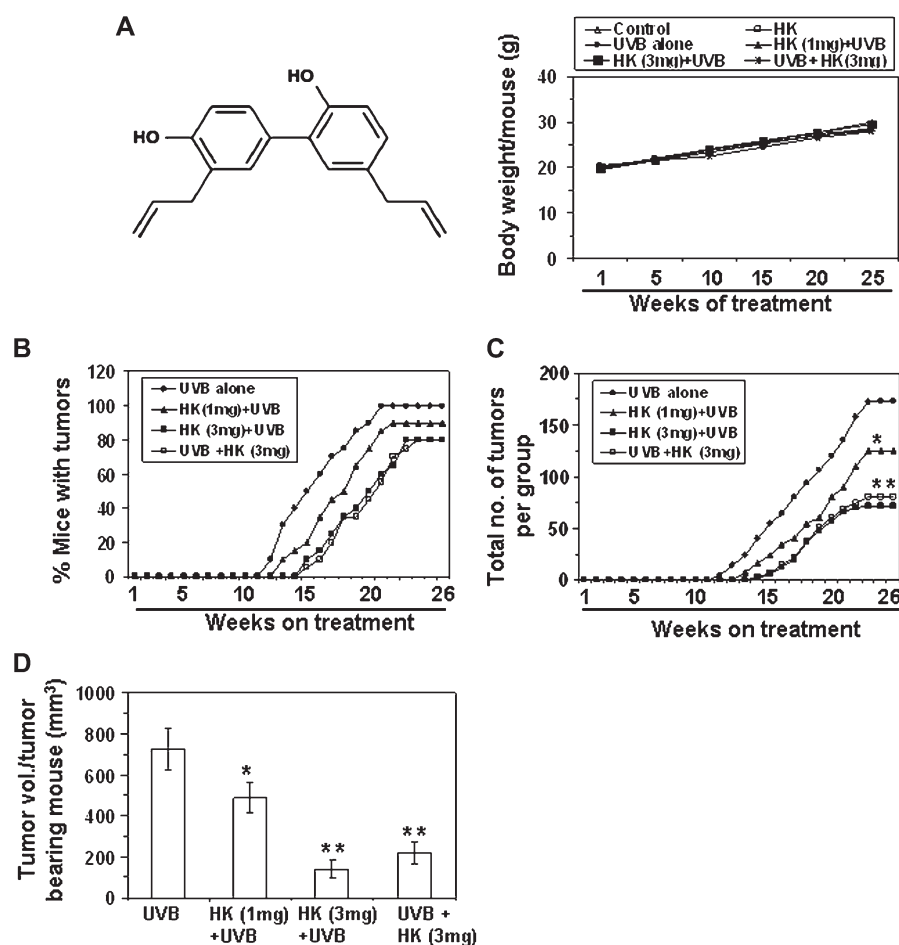 A
HO
HO
Control
HK
UVB alone
HK (1mg)+UVB
HK (3mg)+UVB
UVB+HK(3mg)
Body weight/mouse (g)
40
30
20
10
0
1 5 10 15 20 25
Weeks of treatment
B
% Mice with tumors
120
100
80
60
40
20
0
UVB alone
HK(1mg)+UVB
HK (3mg)+UVB
UVB +HK (3mg)
1 5 10 15 20 26
Weeks on treatment
C
Total no. of tumors
per group
200
150
100
50
0
UVB alone
HK (1mg)+UVB
HK (3mg)+UVB
UVB+HK (3mg)
*
**
1 5 10 15 20 26
Weeks on treatment
D
Tumor vol./tumor
bearing mouse (mm3)
1000
800
600
400
200
0
*
**
**
UVB HK (1mg) HK (3mg) UVB +
+UVB +UVB HK (3mg)